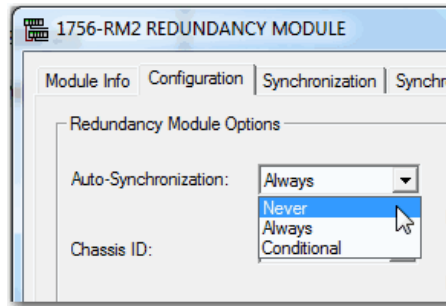 1756-RM2 REDUNDANCY MODULE
Module Info Configuration Synchronization Synchr
Redundancy Module Options
Auto-Synchronization: Always
Never
Always
Chassis ID: Conditional